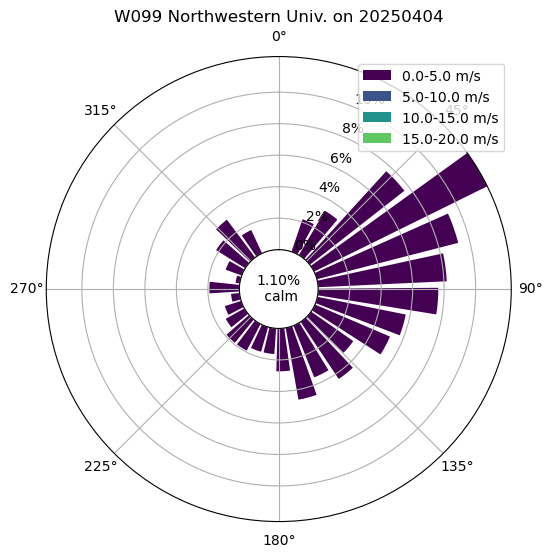 W099 Northwestern Univ. on 20250404
0°
0.0-5.0 m/s
5.0-10.0 m/s
10.0-15.0 m/s
15.0-20.0 m/s
315°
45°
10%
8%
6%
4%
2%
0%
1.10%
calm
270°
90°
225°
135°
180°